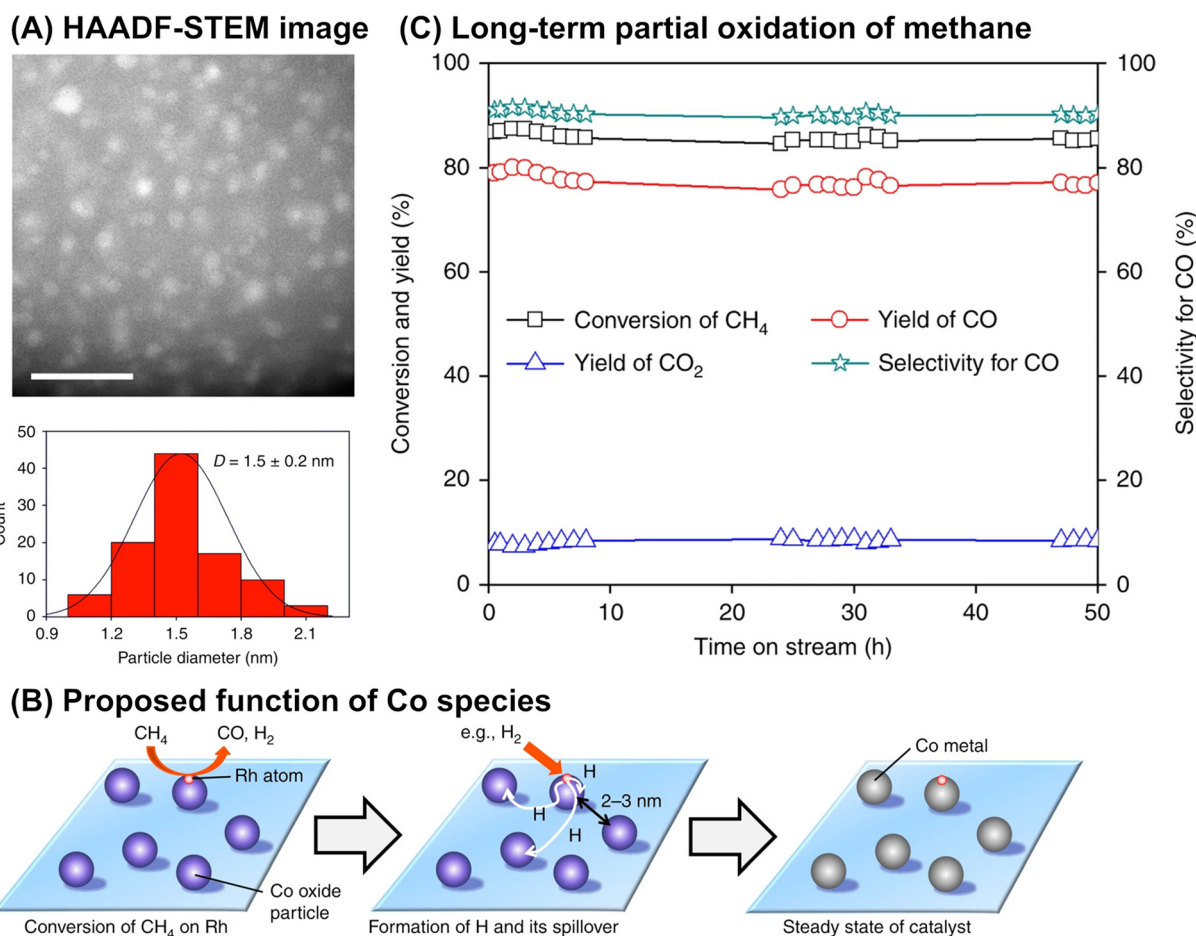 (A) HAADF-STEM image
50
40
30
20
10
0
D = 1.5 ± 0.2 nm
0.9 1.2 1.5 1.8 2.1
Particle diameter (nm)
(C) Long-term partial oxidation of methane
Conversion and yield (%)
100
80
60
40
20
0
Conversion of CH4
Yield of CO
Yield of CO2
Selectivity for CO
100
80
60
40
20
0
Selectivity for CO (%)
0 10 20 30 40 50
Time on stream (h)
(B) Proposed function of Co species
CH4 CO, H2
Rh atom
Co oxide
particle
Conversion of CH4 on Rh
e.g., H2
H
2–3 nm
H
H
Formation of H and its spillover
Co metal
Steady state of catalyst